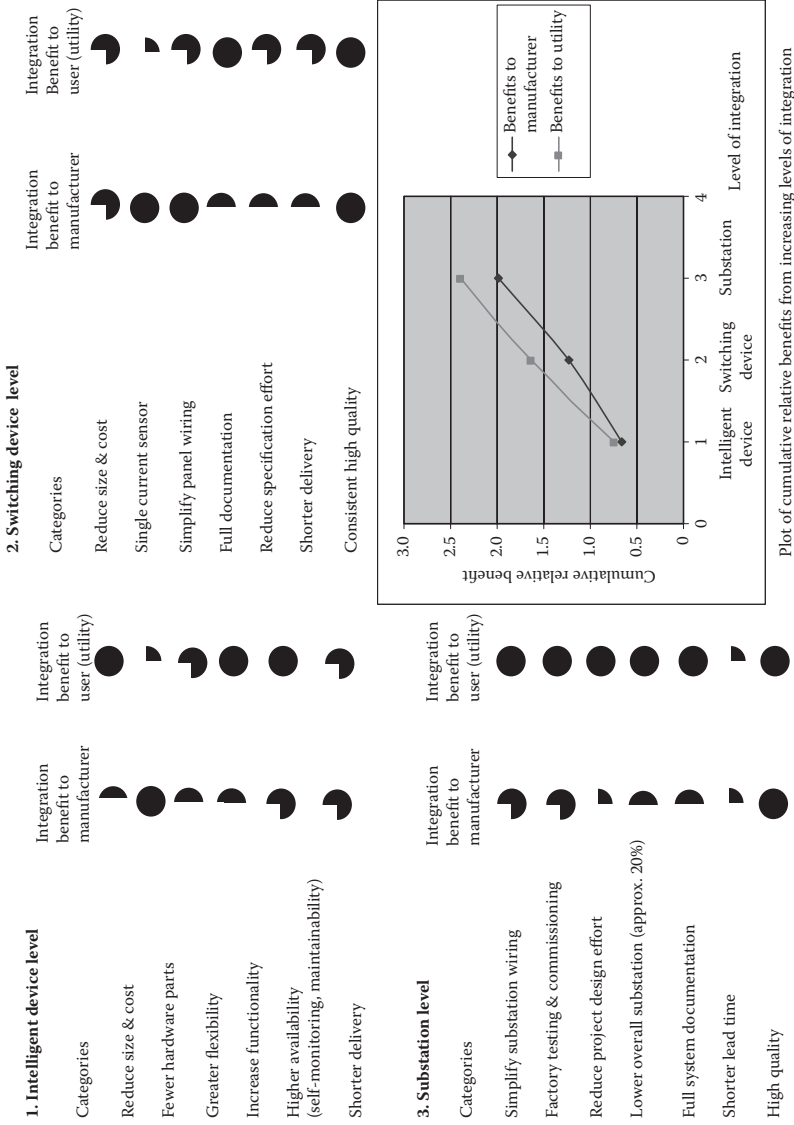 1. Intelligent device level
Categories
Integration
benefit to
manufacturer
Integration
benefit to
user (utility)
Reduce size & cost
Fewer hardware parts
Greater flexibility
Increase functionality
Higher availability
(self-monitoring, maintainability)
Shorter delivery
2. Switching device level
Categories
Integration
benefit to
manufacturer
Integration
Benefit to
user (utility)
Reduce size & cost
Single current sensor
Simplify panel wiring
Full documentation
Reduce specification effort
Shorter delivery
Consistent high quality
3. Substation level
Categories
Integration
benefit to
manufacturer
Integration
benefit to
user (utility)
Simplify substation wiring
Factory testing & commissioning
Reduce project design effort
Lower overall substation (approx. 20%)
Full system documentation
Shorter lead time
High quality
Cumulative relative benefit
3.0
2.5
2.0
1.5
1.0
0.5
0
0
1
2
3
4
Intelligent
device
Switching
device
Substation
Level of integration
Benefits to
manufacturer
Benefits to utility
Plot of cumulative relative benefits from increasing levels of integration